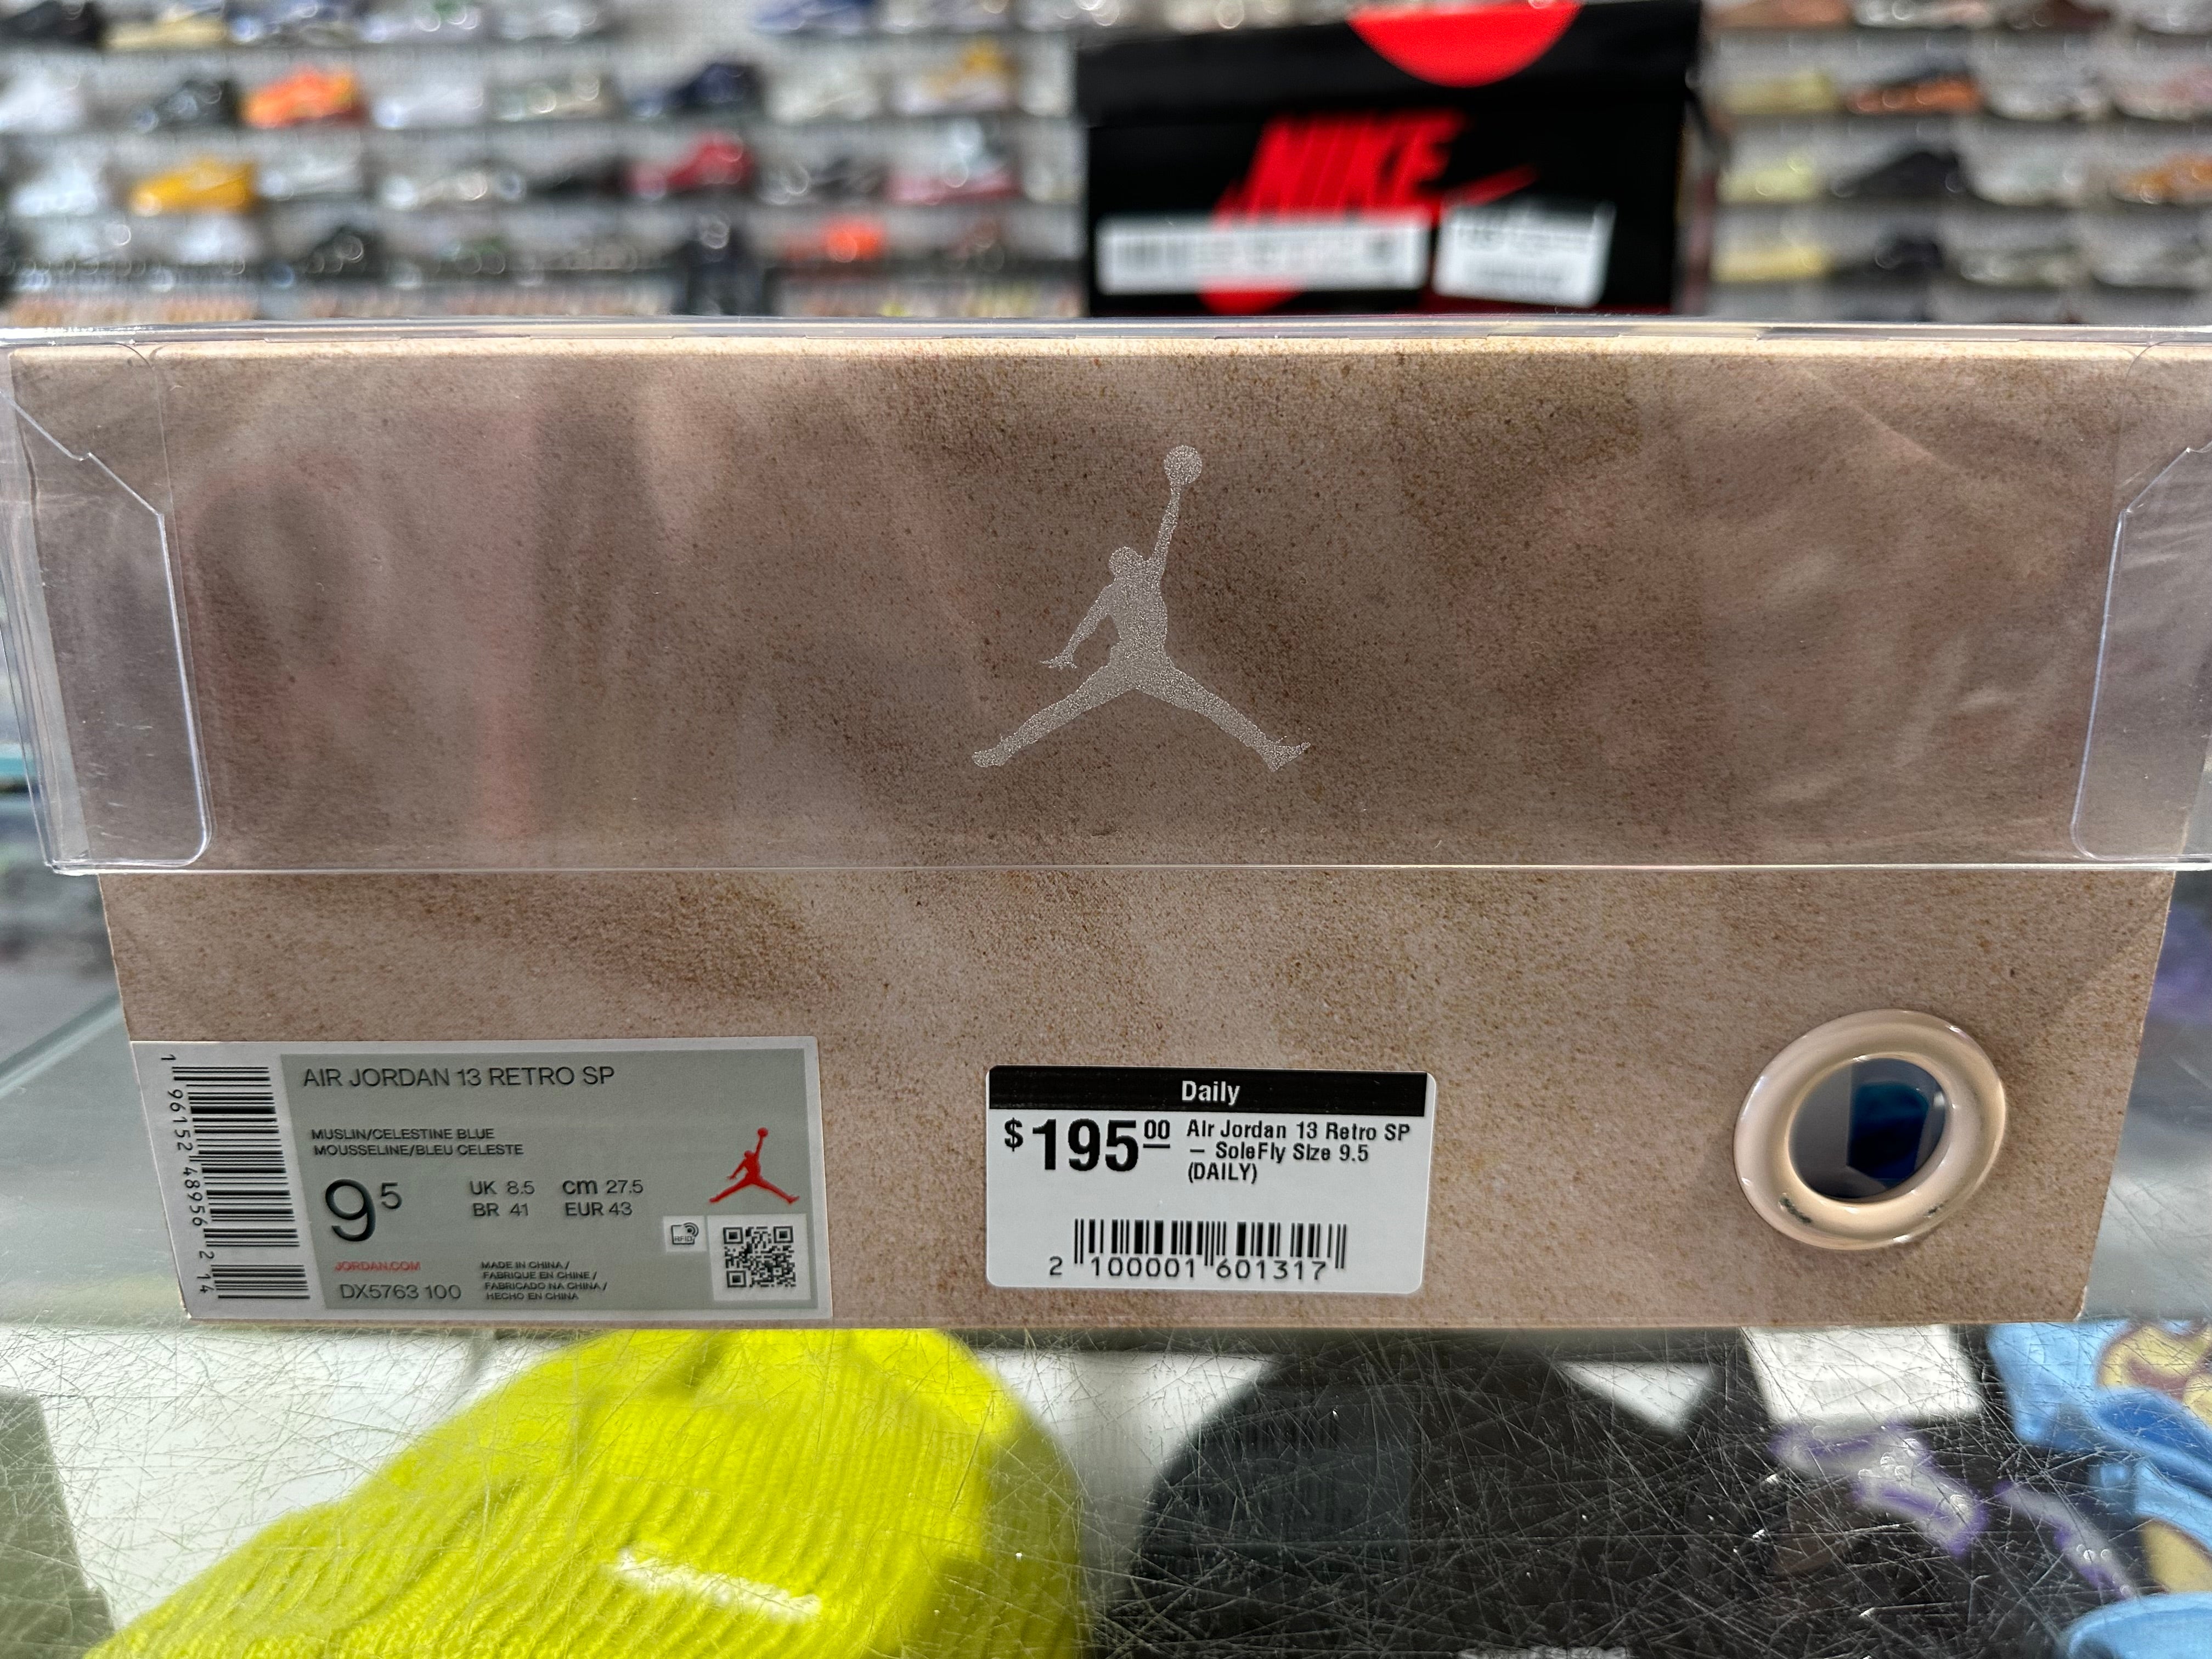 NIKE
AIR JORDAN 13 RETRO SP
MUSLIN/CELESTINE BLUE
MOUSSELINE/BLEU CELESTE
9 5
UK 8.5 cm 27.5
BR 41 EUR 43
RFID
JORDAN.COM
DX5763 100
MADE IN CHINA /
FABRIQUE EN CHINE /
FABRICADO NA CHINA /
HECHO EN CHINA
1 96152 48956 2 14
Daily
$195 00
Air Jordan 13 Retro SP
– SoleFly Size 9.5
(DAILY)
2 100001 601317